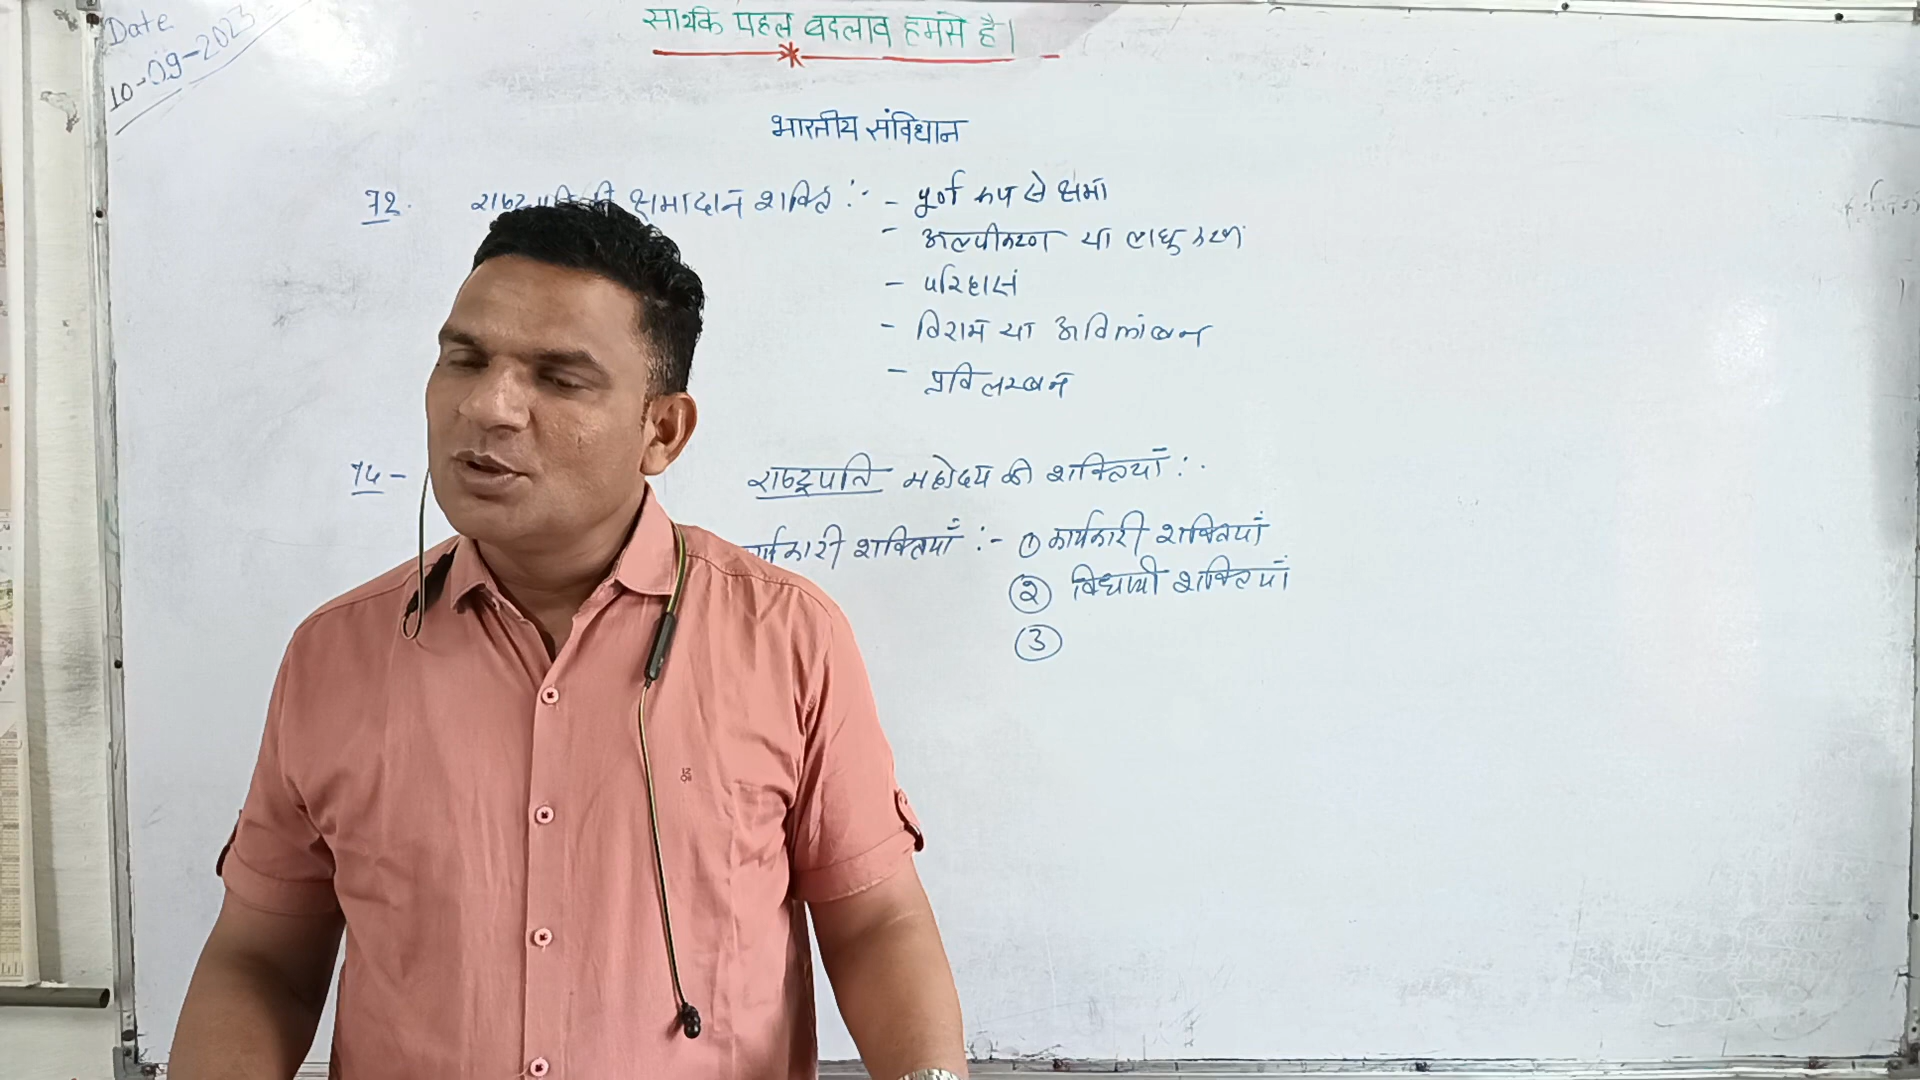 Date
10-09-2023
सार्थक पहल बदलाव हमसे है।
भारतीय संविधान
72. क्षमादान शक्ति :- - पूर्ण रूप से क्षमा
- अल्पीकरण या लघुकरण
- परिहास
- विराम या अविलंबन
- प्रविलम्बन
74 - राष्ट्रपति महोदय की शक्तियाँ :-
र्यकारी शक्तियाँ :- ① कार्यकारी शक्तियाँ
② विधायी शक्तियाँ
③